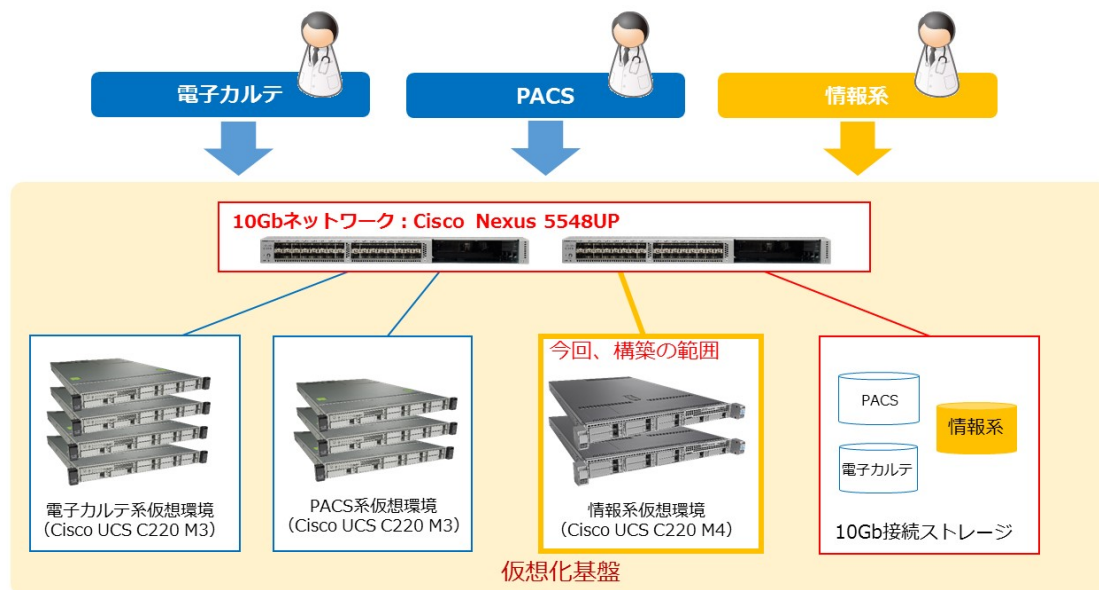 電子カルテ
PACS
情報系
10Gbネットワーク：Cisco Nexus 5548UP
今回、構築の範囲
電子カルテ系仮想環境
（Cisco UCS C220 M3）
PACS系仮想環境
（Cisco UCS C220 M3）
情報系仮想環境
（Cisco UCS C220 M4）
PACS
情報系
電子カルテ
10Gb接続ストレージ
仮想化基盤